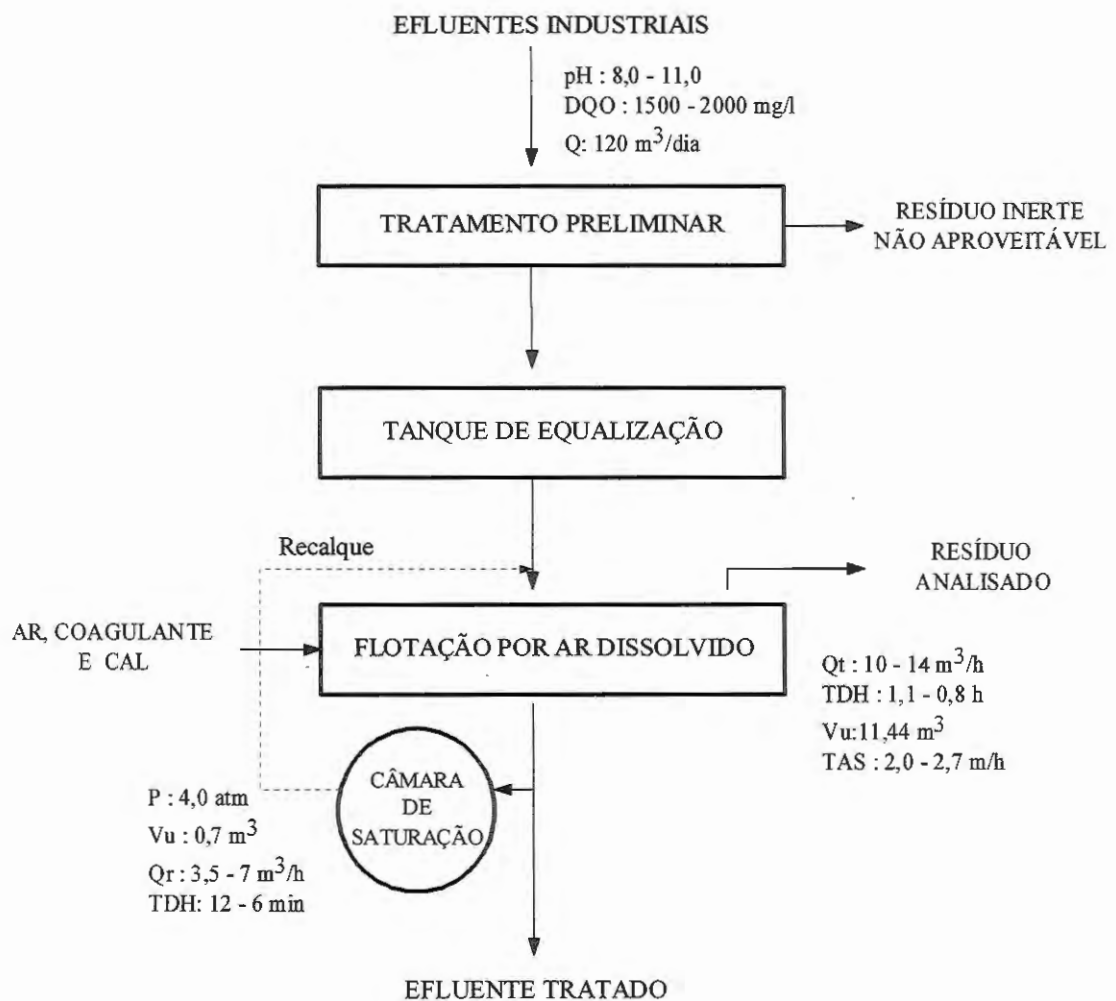 EFLUENTES INDUSTRIAIS
pH : 8,0 - 11,0
DQO : 1500 - 2000 mg/l
Q: 120 m³/dia
TRATAMENTO PRELIMINAR
RESÍDUO INERTE
NÃO APROVEITÁVEL
TANQUE DE EQUALIZAÇÃO
Recalque
RESÍDUO
ANALISADO
AR, COAGULANTE
E CAL
FLOTAÇÃO POR AR DISSOLVIDO
Qt : 10 - 14 m³/h
TDH : 1,1 - 0,8 h
Vu:11,44 m³
TAS : 2,0 - 2,7 m/h
CÂMARA
DE
SATURAÇÃO
P : 4,0 atm
Vu : 0,7 m³
Qr : 3,5 - 7 m³/h
TDH: 12 - 6 min
EFLUENTE TRATADO